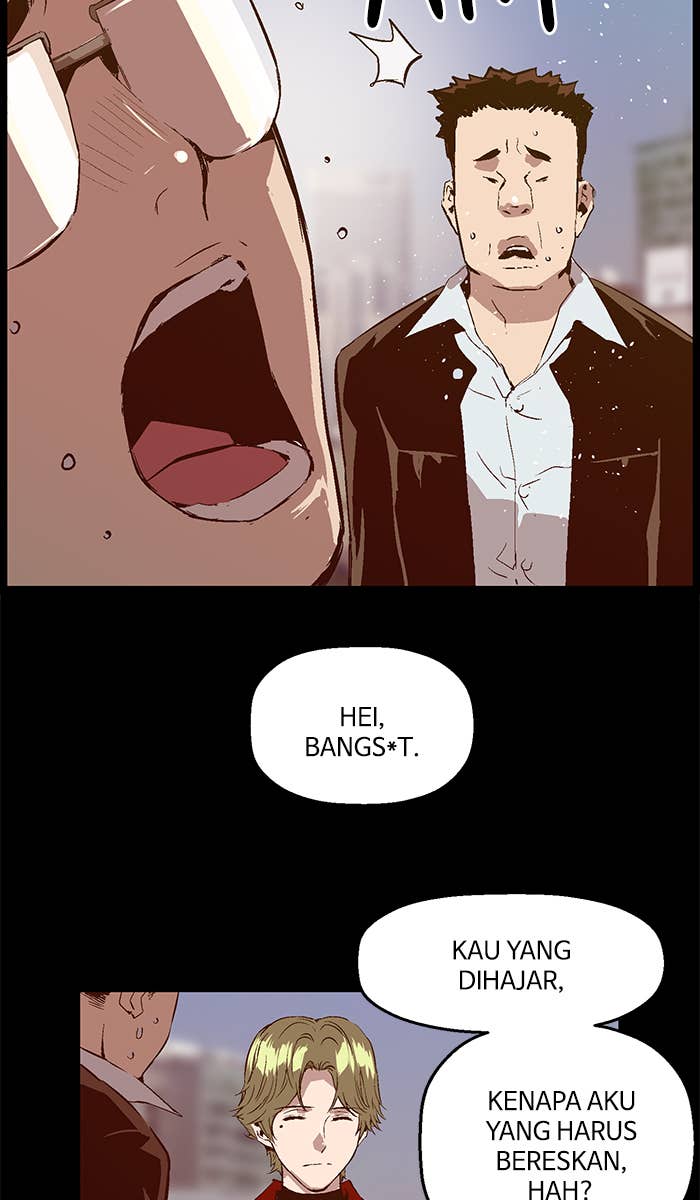 HEI,
BANGS*T.
KAU YANG
DIHAJAR,
KENAPA AKU
YANG HARUS
BERESKAN,
HAH?